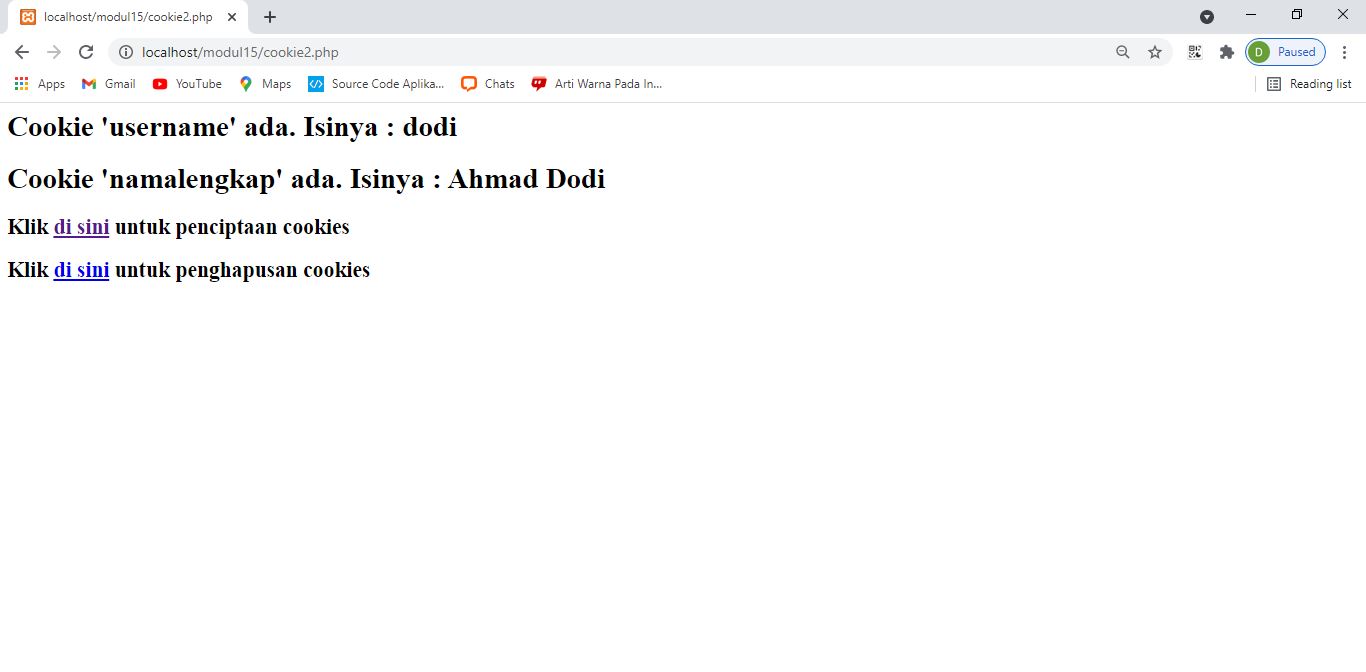 localhost/modul15/cookie2.php
localhost/modul15/cookie2.php
D Paused
Apps Gmail YouTube Maps Source Code Aplika... Chats Arti Warna Pada In... Reading list
Cookie 'username' ada. Isinya : dodi
Cookie 'namalengkap' ada. Isinya : Ahmad Dodi
Klik di sini untuk penciptaan cookies
Klik di sini untuk penghapusan cookies